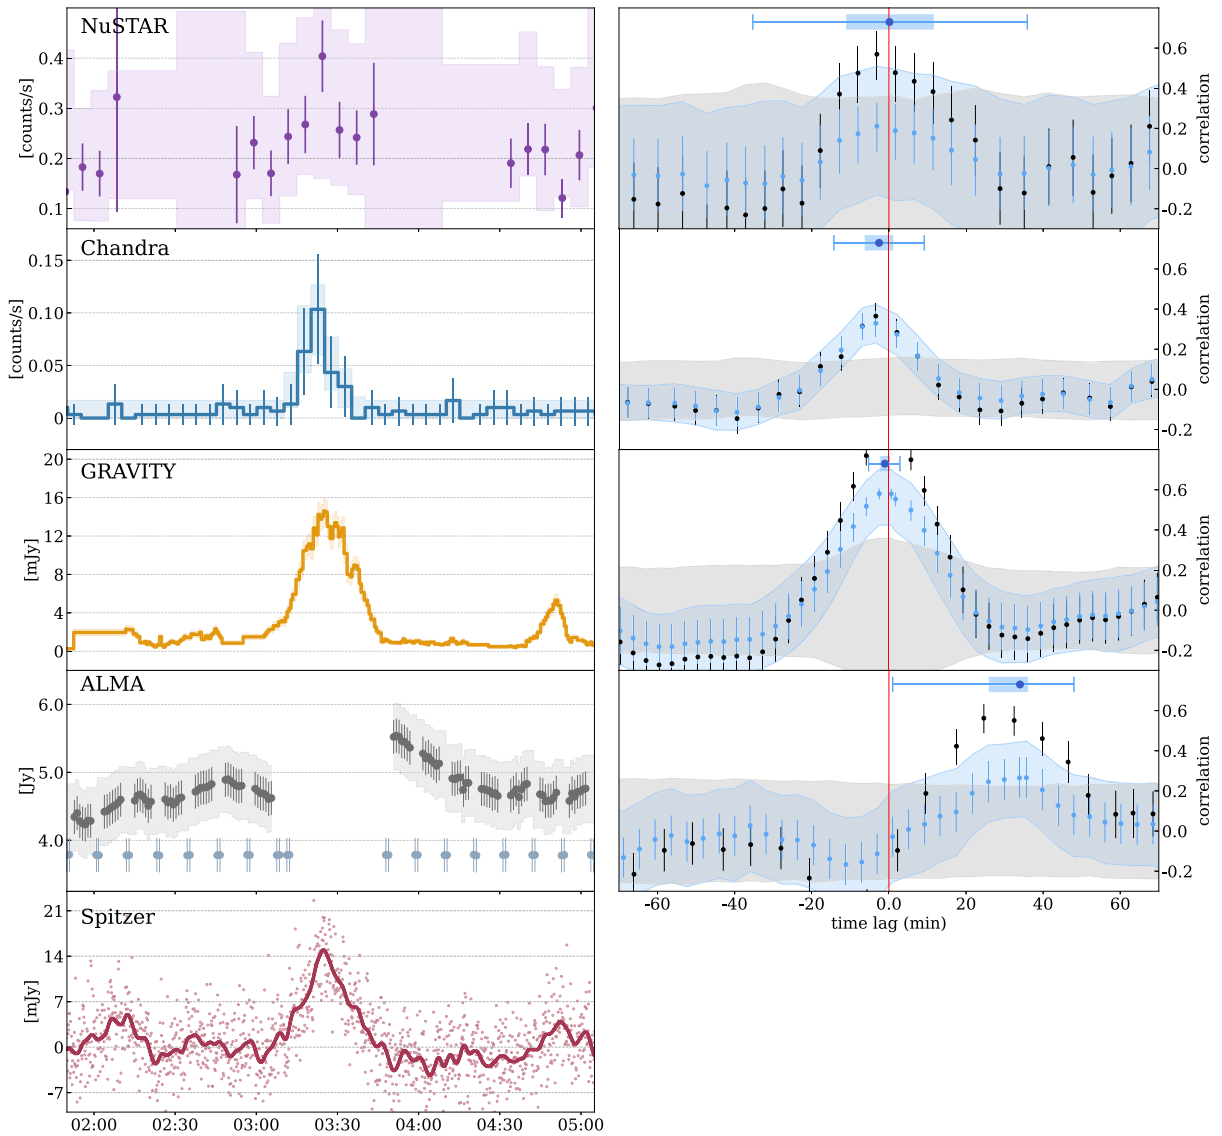 NuSTAR
[counts/s]
0.4
0.3
0.2
0.1
0.6
0.4
0.2
0.0
-0.2
correlation
Chandra
[counts/s]
0.15
0.10
0.05
0
0.6
0.4
0.2
0.0
-0.2
correlation
GRAVITY
[mJy]
20
16
12
8
4
0
0.6
0.4
0.2
0.0
-0.2
correlation
ALMA
[Jy]
6.0
5.0
4.0
0.6
0.4
0.2
0.0
-0.2
correlation
-60 -40 -20 0.0 20 40 60
time lag (min)
Spitzer
[mJy]
21
14
7
0
-7
02:00 02:30 03:00 03:30 04:00 04:30 05:00